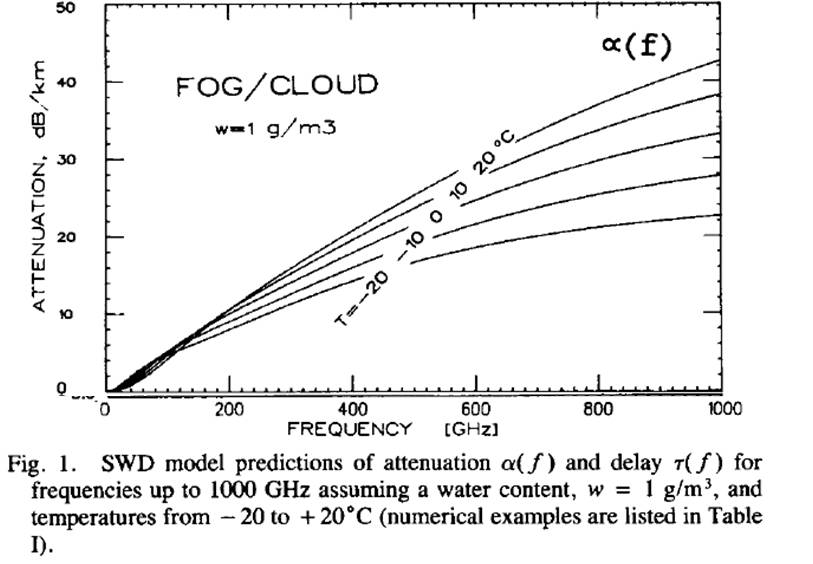 50
∝(f)
40
FOG/CLOUD
w=1 g/m3
ATTENUATION, dB/km
30
20
10
0
T=-20 -10 0 10 20 °C
0 200 400 600 800 1000
FREQUENCY [GHz]
Fig. 1. SWD model predictions of attenuation α(f) and delay τ(f) for
frequencies up to 1000 GHz assuming a water content, w = 1 g/m³, and
temperatures from −20 to +20°C (numerical examples are listed in Table
I).